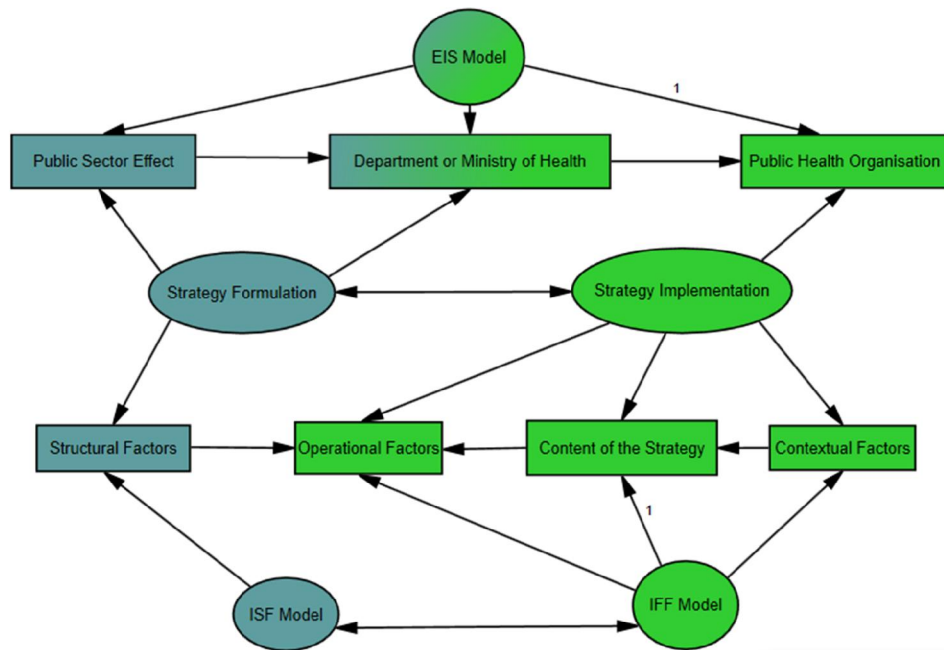 EIS Model
1
Public Sector Effect
Department or Ministry of Health
Public Health Organisation
Strategy Formulation
Strategy Implementation
Structural Factors
Operational Factors
Content of the Strategy
Contextual Factors
1
ISF Model
IFF Model